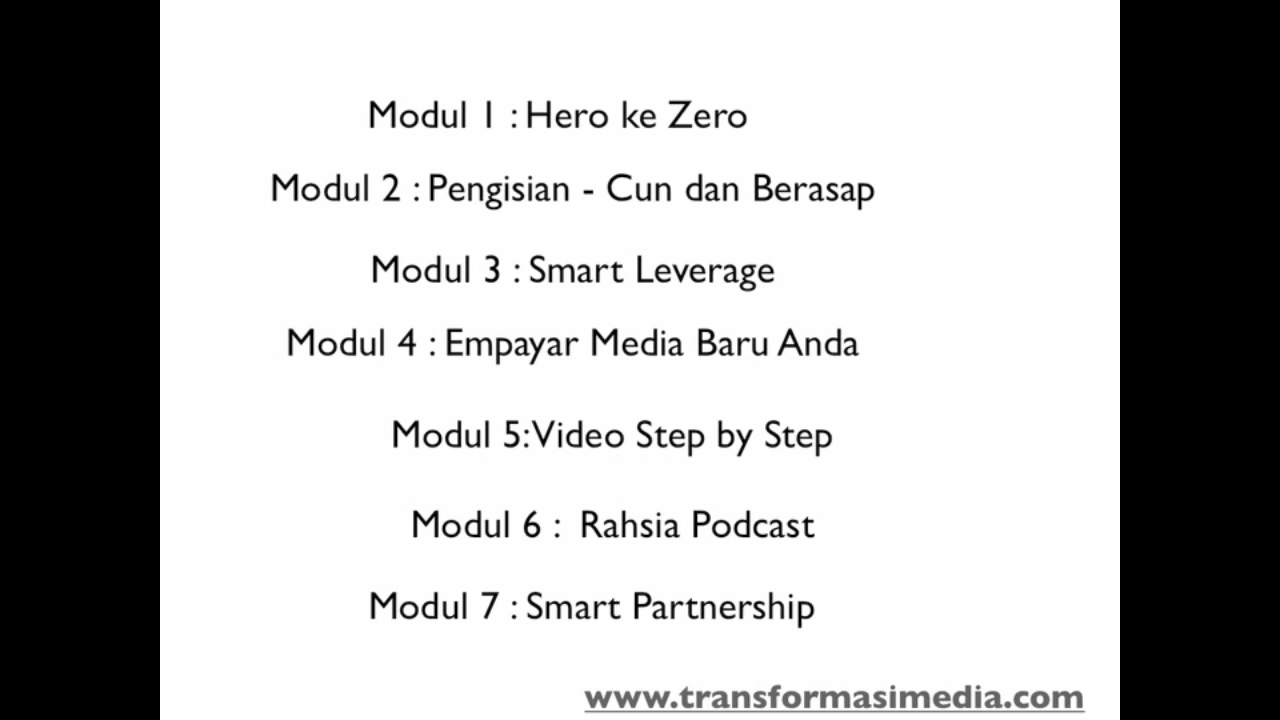 Modul 1 : Hero ke Zero
Modul 2 : Pengisian - Cun dan Berasap
Modul 3 : Smart Leverage
Modul 4 : Empayar Media Baru Anda
Modul 5: Video Step by Step
Modul 6 : Rahsia Podcast
Modul 7 : Smart Partnership
www.transformasimedia.com